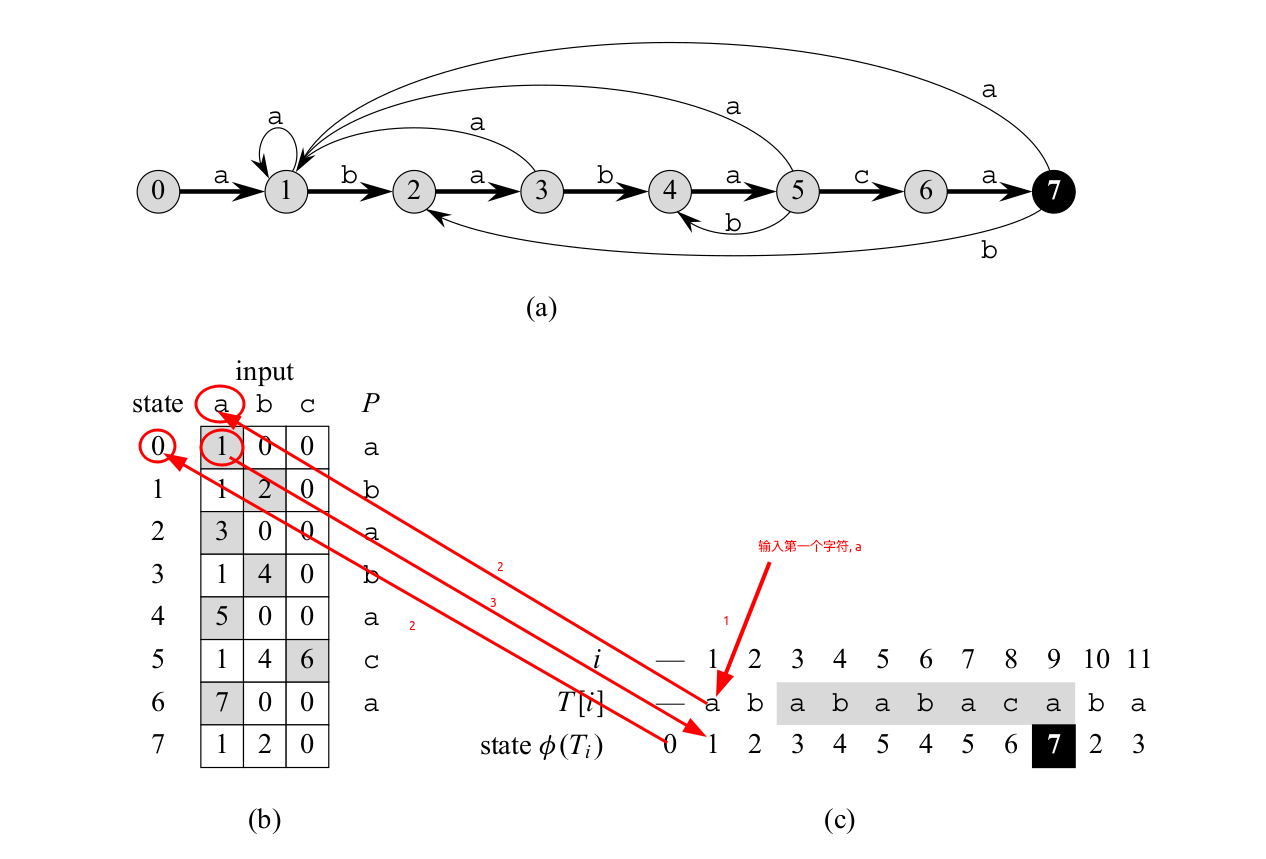 a a a a
a b a b a c a
0 1 2 3 4 5 6 7
b b
(a)
input
state a b c P
0 1 0 0 a
1 1 2 0 b
2 3 0 0 a
3 1 4 0 b
4 5 0 0 a
5 1 4 6 c
6 7 0 0 a
7 1 2 0
(b)
输入第一个字符, a
1
2
3
2
i — 1 2 3 4 5 6 7 8 9 10 11
T[i] — a b a b a b a c a b a
state ϕ(Tᵢ) 0 1 2 3 4 5 4 5 6 7 2 3
(c)